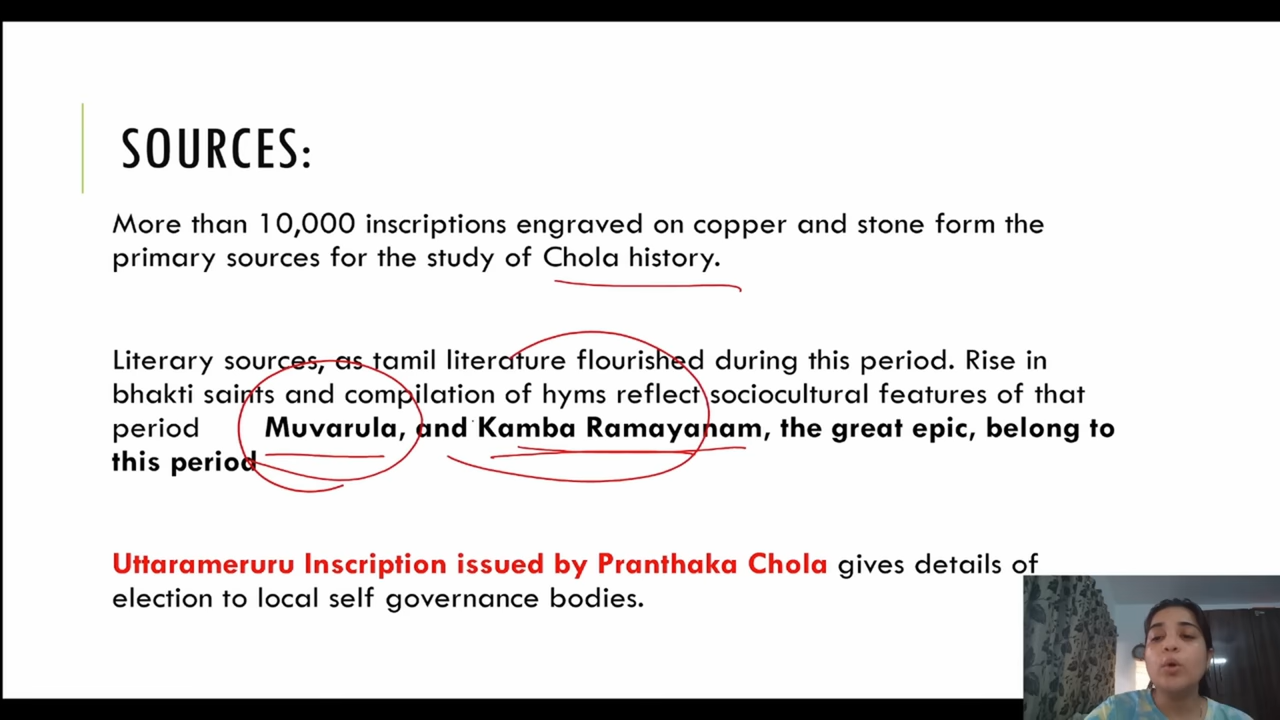 SOURCES:
More than 10,000 inscriptions engraved on copper and stone form the
primary sources for the study of Chola history.
Literary sources, as tamil literature flourished during this period. Rise in
bhakti saints and compilation of hyms reflect sociocultural features of that
period Muvarula, and Kamba Ramayanam, the great epic, belong to
this period
Uttarameruru Inscription issued by Pranthaka Chola gives details of
election to local self governance bodies.